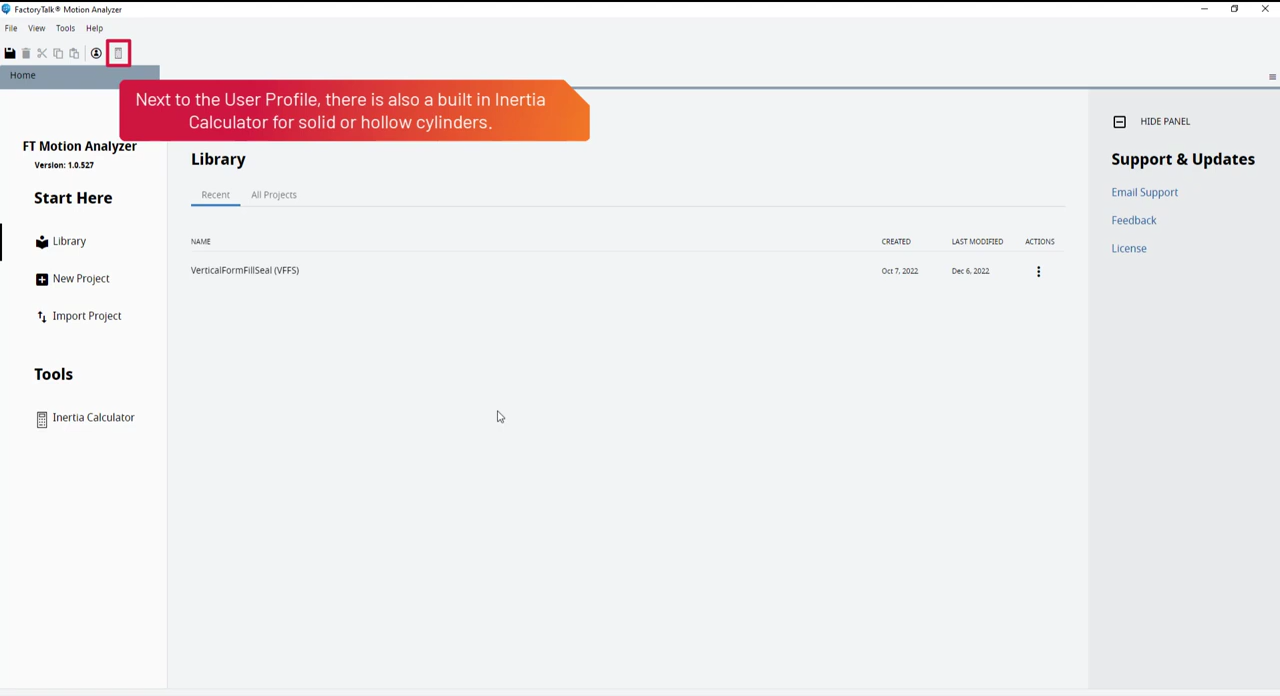 FactoryTalk® Motion Analyzer
File View Tools Help
Home
Next to the User Profile, there is also a built in Inertia
Calculator for solid or hollow cylinders.
FT Motion Analyzer
Version: 1.0.527
Start Here
Library
New Project
Import Project
Tools
Inertia Calculator
Library
Recent All Projects
NAME CREATED LAST MODIFIED ACTIONS
VerticalFormFillSeal (VFFS) Oct 7, 2022 Dec 6, 2022
HIDE PANEL
Support & Updates
Email Support
Feedback
License